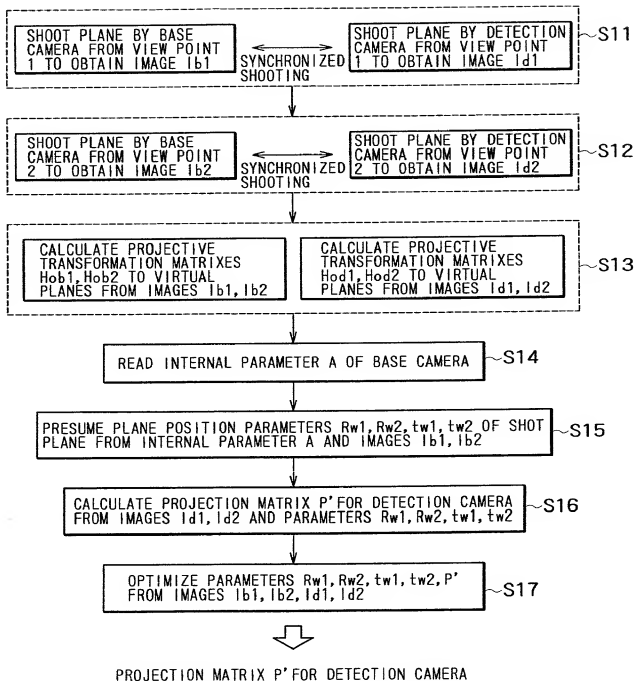 SHOOT PLANE BY BASE
CAMERA FROM VIEW POINT
1 TO OBTAIN IMAGE Ib1
SYNCHRONIZED
SHOOTING
SHOOT PLANE BY DETECTION
CAMERA FROM VIEW POINT
1 TO OBTAIN IMAGE Id1
S11
SHOOT PLANE BY BASE
CAMERA FROM VIEW POINT
2 TO OBTAIN IMAGE Ib2
SYNCHRONIZED
SHOOTING
SHOOT PLANE BY DETECTION
CAMERA FROM VIEW POINT
2 TO OBTAIN IMAGE Id2
S12
CALCULATE PROJECTIVE
TRANSFORMATION MATRIXES
Hob1, Hob2 TO VIRTUAL
PLANES FROM IMAGES Ib1, Ib2
CALCULATE PROJECTIVE
TRANSFORMATION MATRIXES
Hod1, Hod2 TO VIRTUAL
PLANES FROM IMAGES Id1, Id2
S13
READ INTERNAL PARAMETER A OF BASE CAMERA
S14
PRESUME PLANE POSITION PARAMETERS Rw1, Rw2, tw1, tw2 OF SHOT
PLANE FROM INTERNAL PARAMETER A AND IMAGES Ib1, Ib2
S15
CALCULATE PROJECTION MATRIX P' FOR DETECTION CAMERA
FROM IMAGES Id1, Id2 AND PARAMETERS Rw1, Rw2, tw1, tw2
S16
OPTIMIZE PARAMETERS Rw1, Rw2, tw1, tw2, P'
FROM IMAGES Ib1, Ib2, Id1, Id2
S17
PROJECTION MATRIX P' FOR DETECTION CAMERA